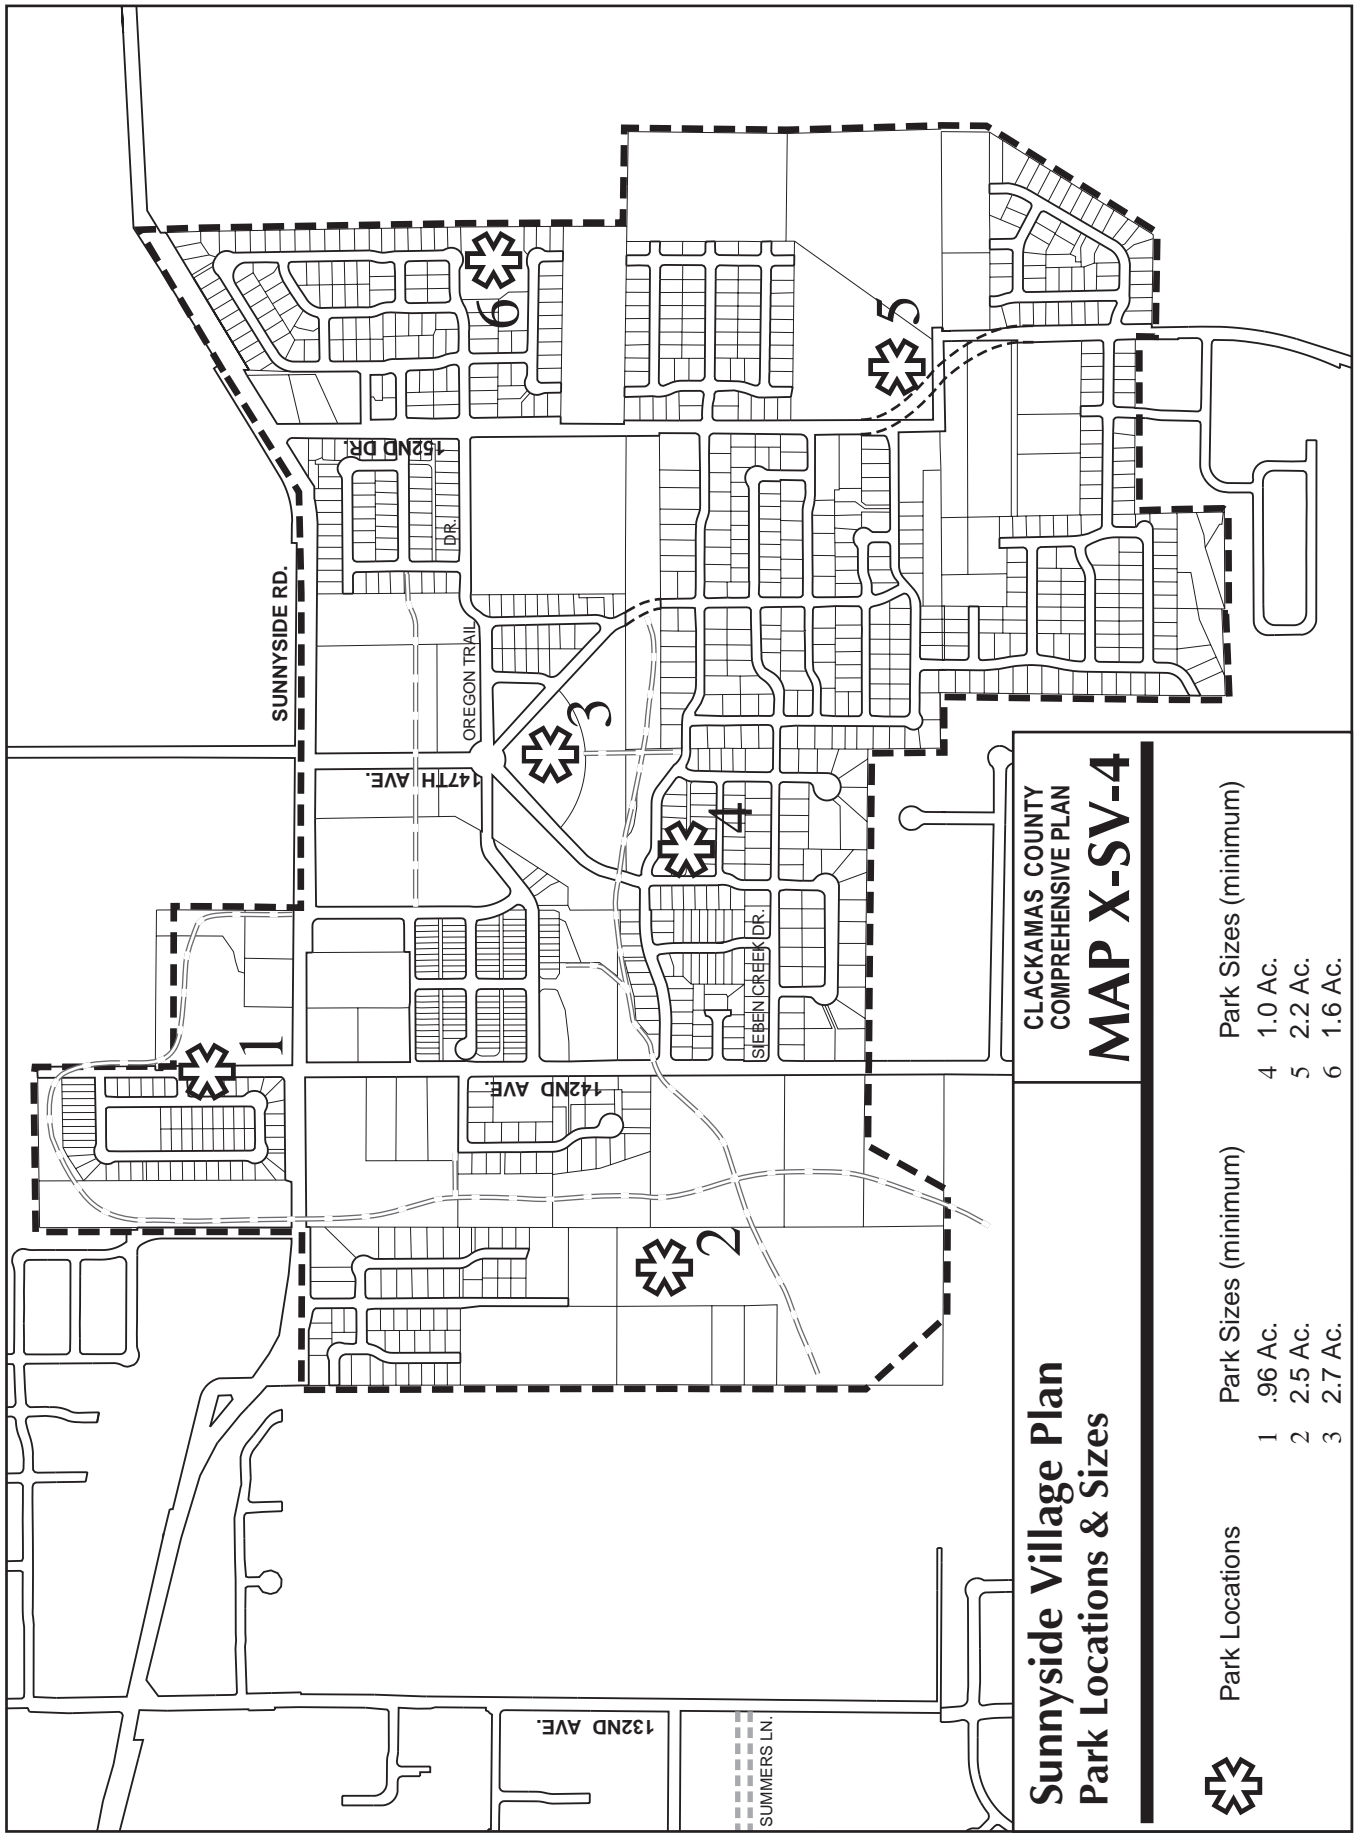 SUNNYSIDE RD.
152ND DR.
DR.
OREGON TRAIL
147TH AVE.
142ND AVE.
SIEBEN CREEK DR.
132ND AVE.
SUMMERS LN.
1
2
3
4
5
6
Sunnyside Village Plan
Park Locations & Sizes
CLACKAMAS COUNTY
COMPREHENSIVE PLAN
MAP X-SV-4
Park Locations
Park Sizes (minimum)
1 .96 Ac.
2 2.5 Ac.
3 2.7 Ac.
Park Sizes (minimum)
4 1.0 Ac.
5 2.2 Ac.
6 1.6 Ac.